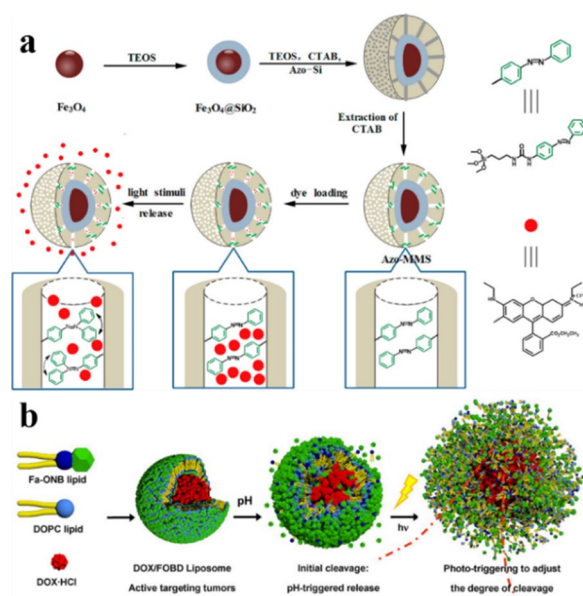 a
TEOS
TEOS, CTAB,
Azo-Si
Fe₃O₄
Fe₃O₄@SiO₂
Extraction of
CTAB
light stimuli
release
dye loading
Azo-MMS
b
Fa-ONB lipid
DOPC lipid
DOX·HCl
DOX/FOBD Liposome
Active targeting tumors
pH
Initial cleavage:
pH-triggered release
hν
Photo-triggering to adjust
the degree of cleavage